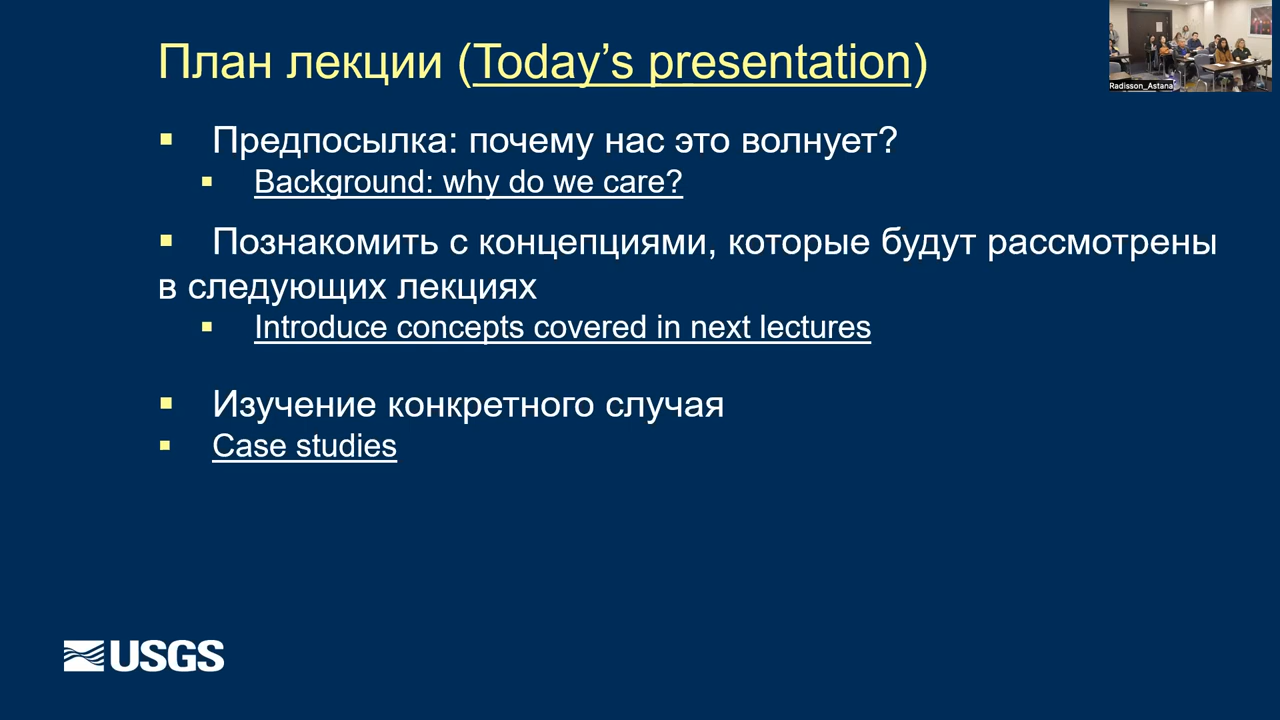 План лекции (Today’s presentation)
Radisson_Astana
Предпосылка: почему нас это волнует?
Background: why do we care?
Познакомить с концепциями, которые будут рассмотрены
в следующих лекциях
Introduce concepts covered in next lectures
Изучение конкретного случая
Case studies
USGS